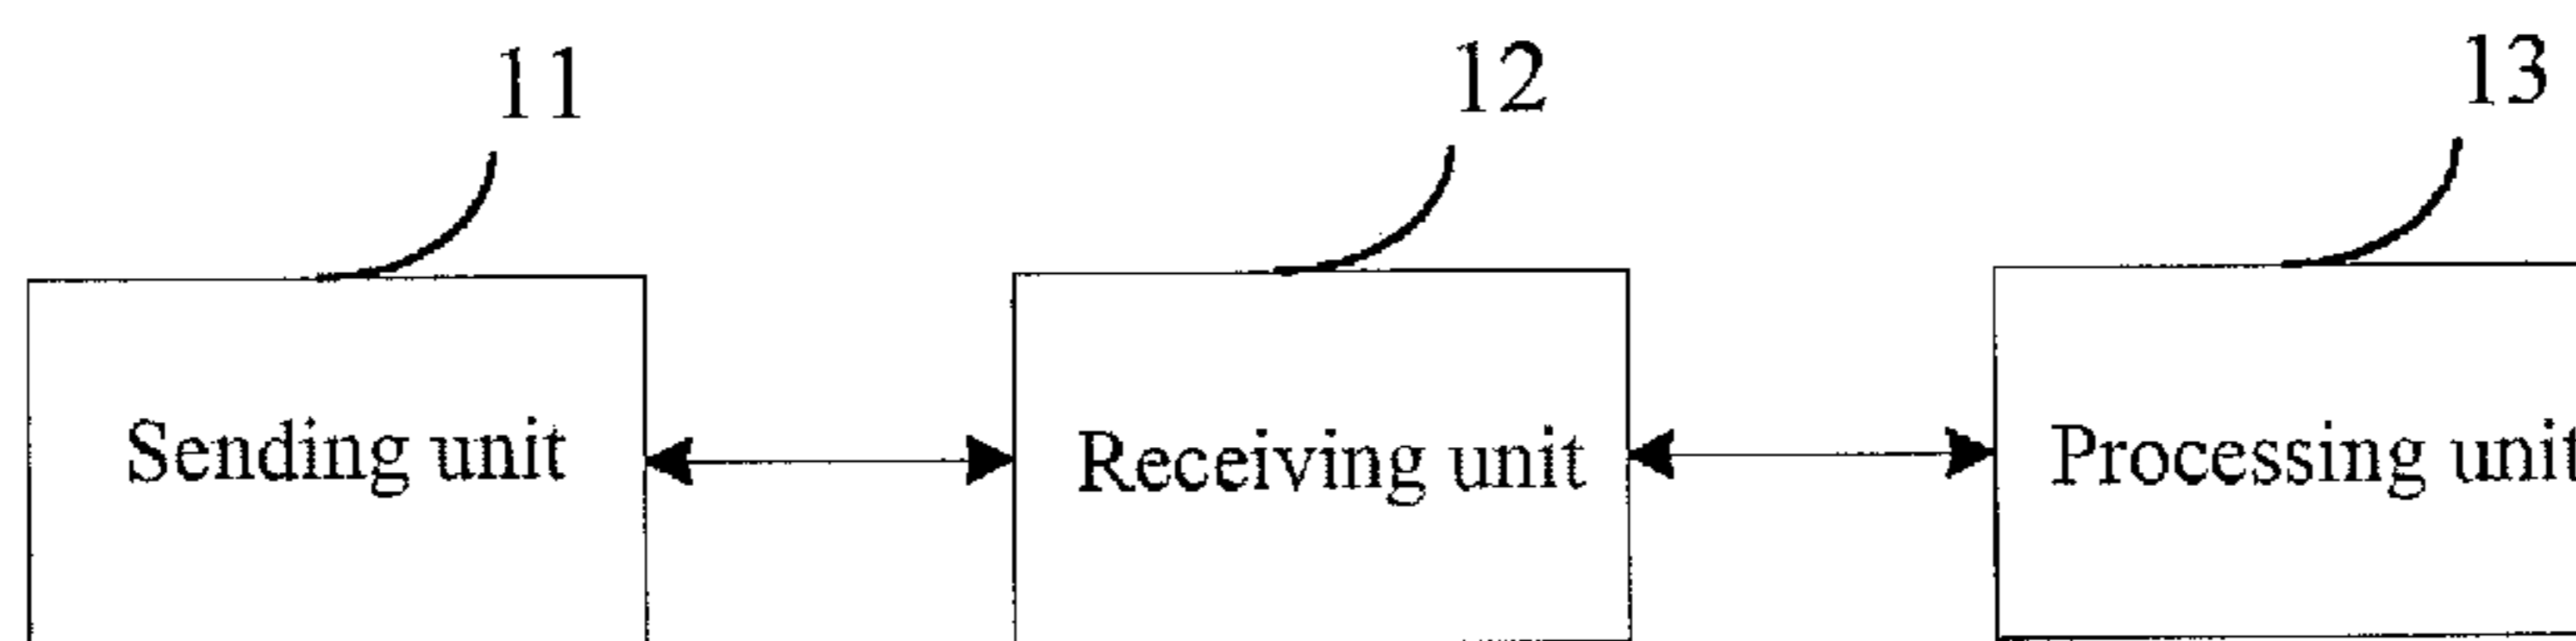 11
12
13
Sending unit
Receiving unit
Processing unit